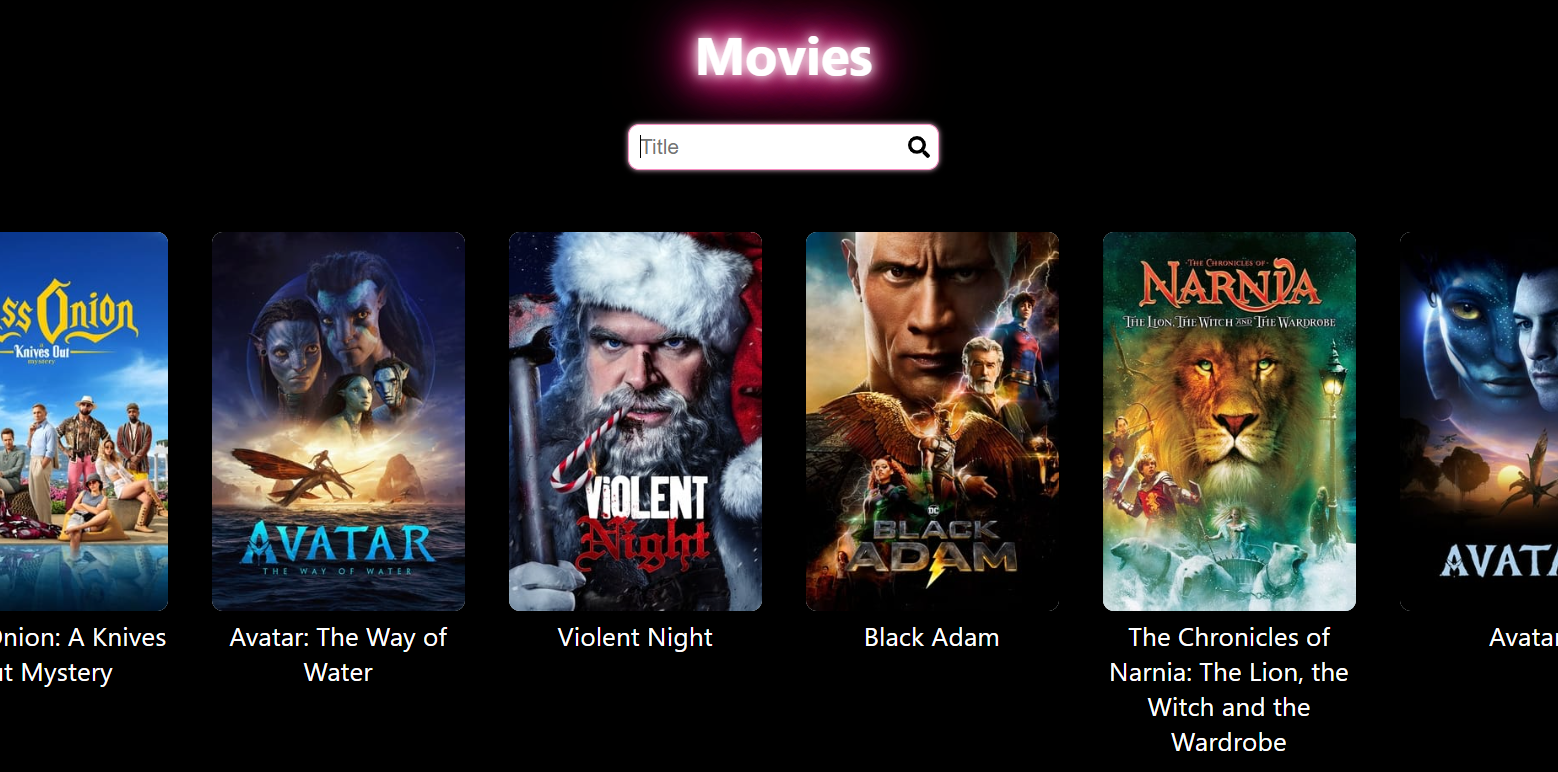 Movies
Title
ss Onion
A
Knives Out
mystery
AVATAR
THE WAY OF WATER
VIOLENT
Night
DC
BLACK
ADAM
·THE CHRONICLES OF·
NARNIA
THE LION, THE WITCH AND THE WARDROBE
AVATA
Onion: A Knives
ut Mystery
Avatar: The Way of
Water
Violent Night
Black Adam
The Chronicles of
Narnia: The Lion, the
Witch and the
Wardrobe
Avatar